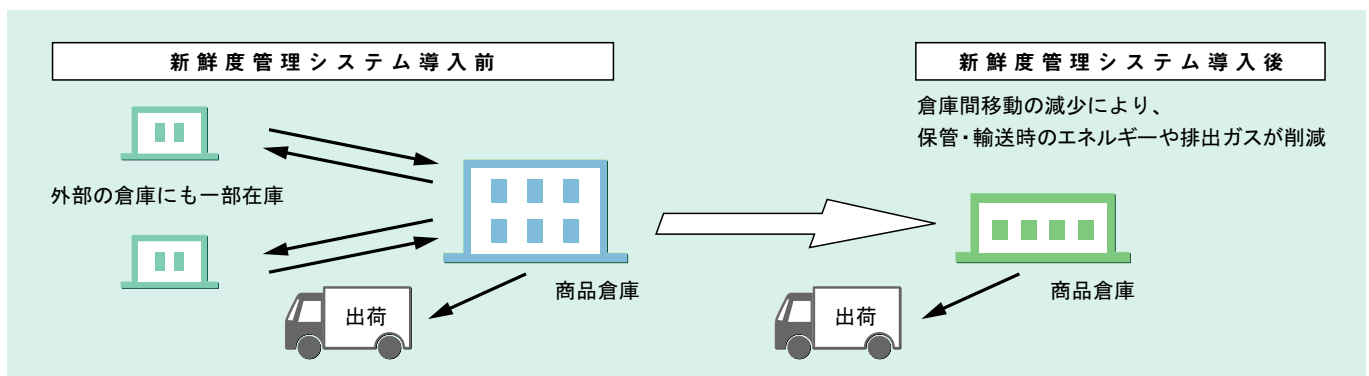 新鮮度管理システム導入前
外部の倉庫にも一部在庫
商品倉庫
出荷
新鮮度管理システム導入後
倉庫間移動の減少により、
保管・輸送時のエネルギーや排出ガスが削減
商品倉庫
出荷